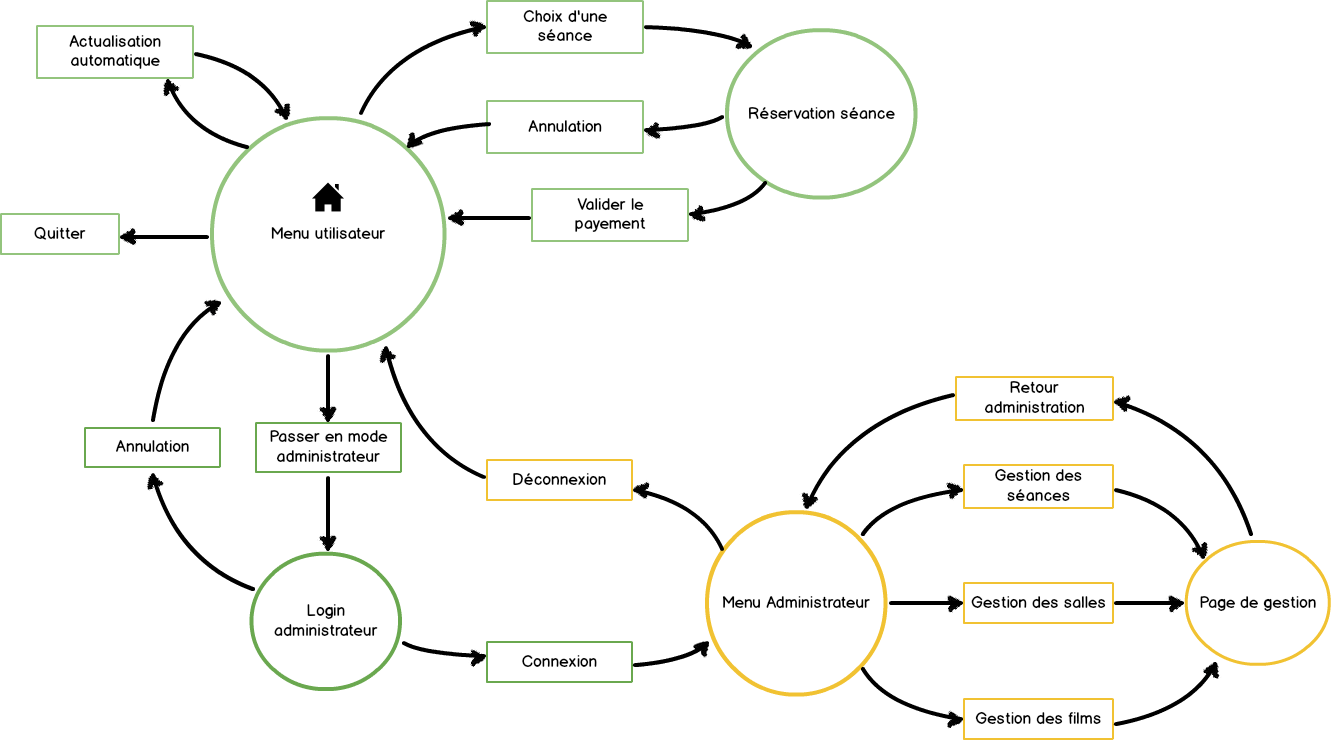 Choix d'une
séance
Actualisation
automatique
Réservation séance
Annulation
Valider le
payement
Quitter
Menu utilisateur
Retour
administration
Annulation
Passer en mode
administrateur
Déconnexion
Gestion des
séances
Menu Administrateur
Gestion des salles
Page de gestion
Login
administrateur
Connexion
Gestion des films